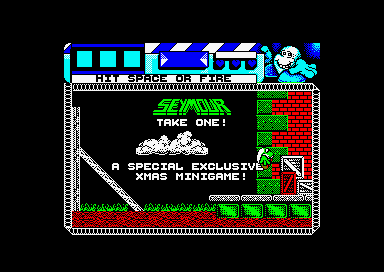 HIT SPACE OR FIRE
SEYMOUR
TAKE ONE!
A SPECIAL EXCLUSIVE
XMAS MINIGAME!